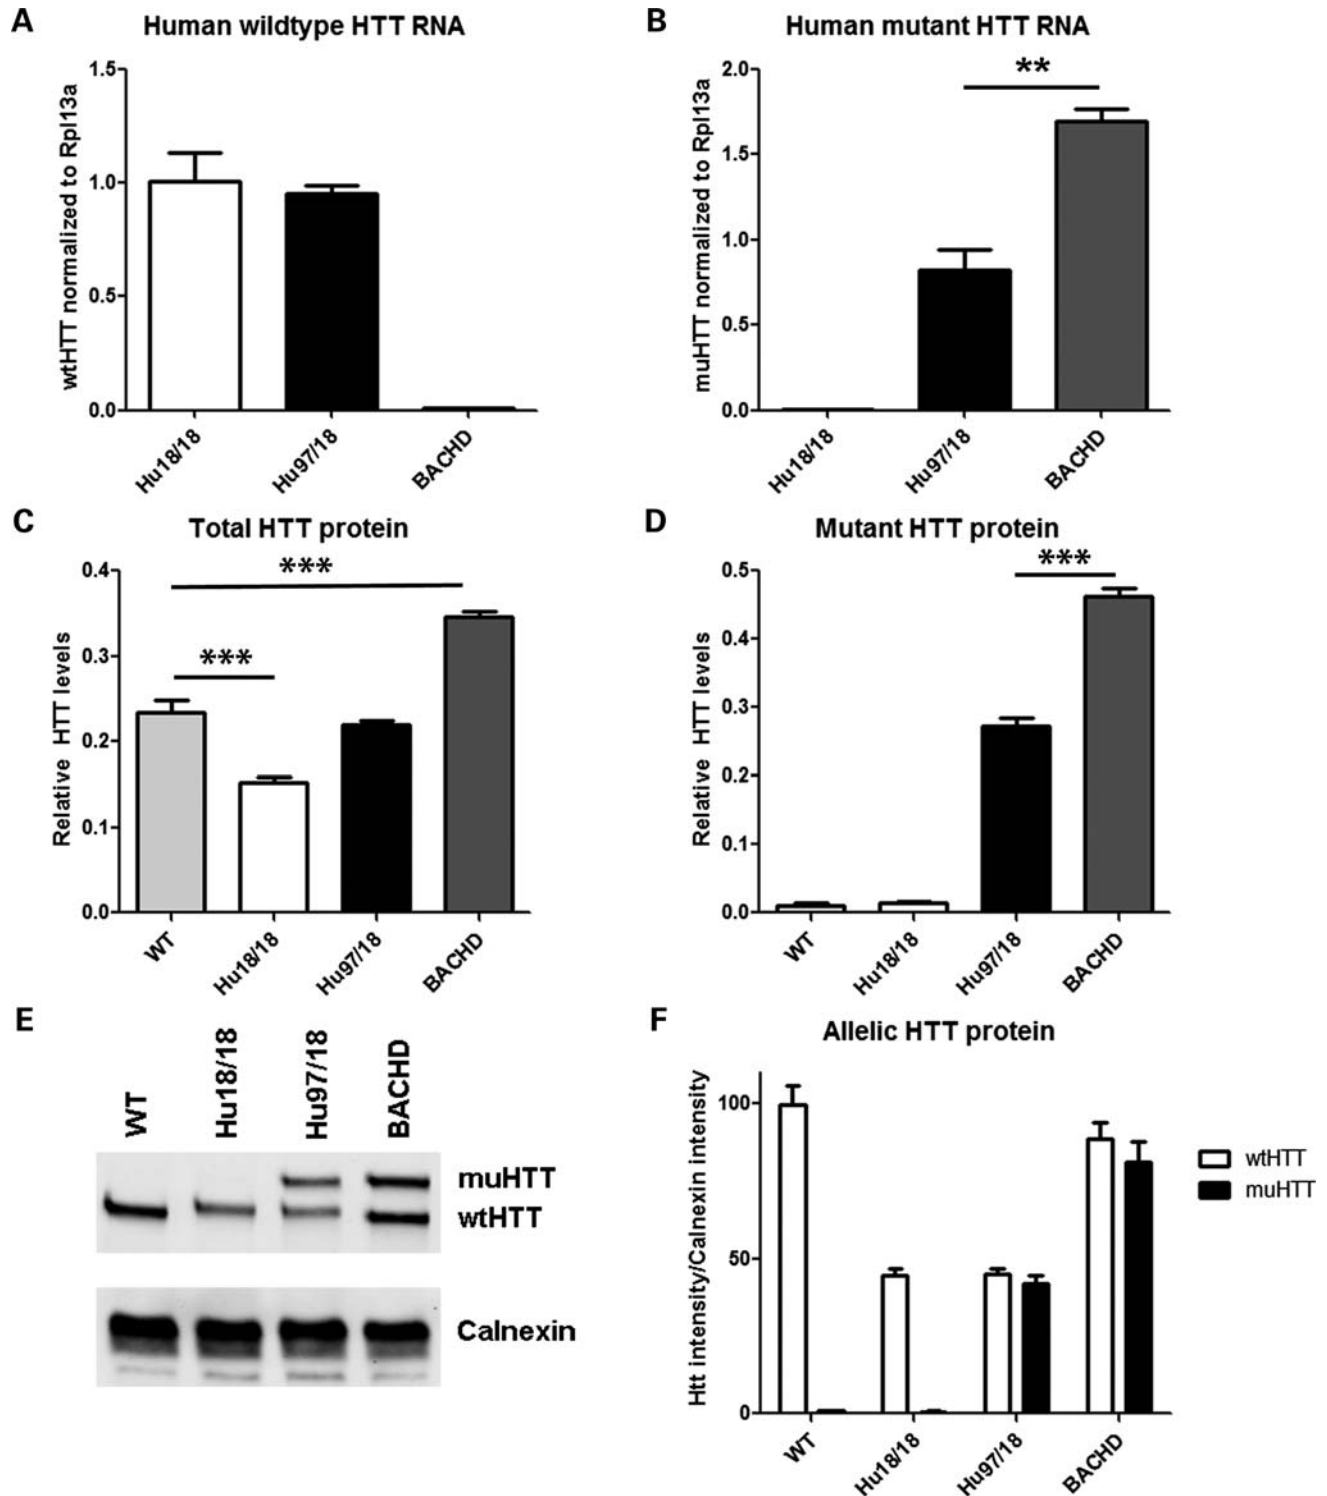 A
Human wildtype HTT RNA
wtHTT normalized to Rpl13a
1.5
1.0
0.5
0.0
Hu18/18
Hu97/18
BACHD
B
Human mutant HTT RNA
muHTT normalized to Rpl13a
2.0
1.5
1.0
0.5
0.0
**
Hu18/18
Hu97/18
BACHD
C
Total HTT protein
Relative HTT levels
0.4
0.3
0.2
0.1
0.0
***
***
WT
Hu18/18
Hu97/18
BACHD
D
Mutant HTT protein
Relative HTT levels
0.5
0.4
0.3
0.2
0.1
0.0
***
WT
Hu18/18
Hu97/18
BACHD
E
WT
Hu18/18
Hu97/18
BACHD
muHTT
wtHTT
Calnexin
F
Allelic HTT protein
Htt intensity/Calnexin intensity
100
50
0
WT
Hu18/18
Hu97/18
BACHD
wtHTT
muHTT